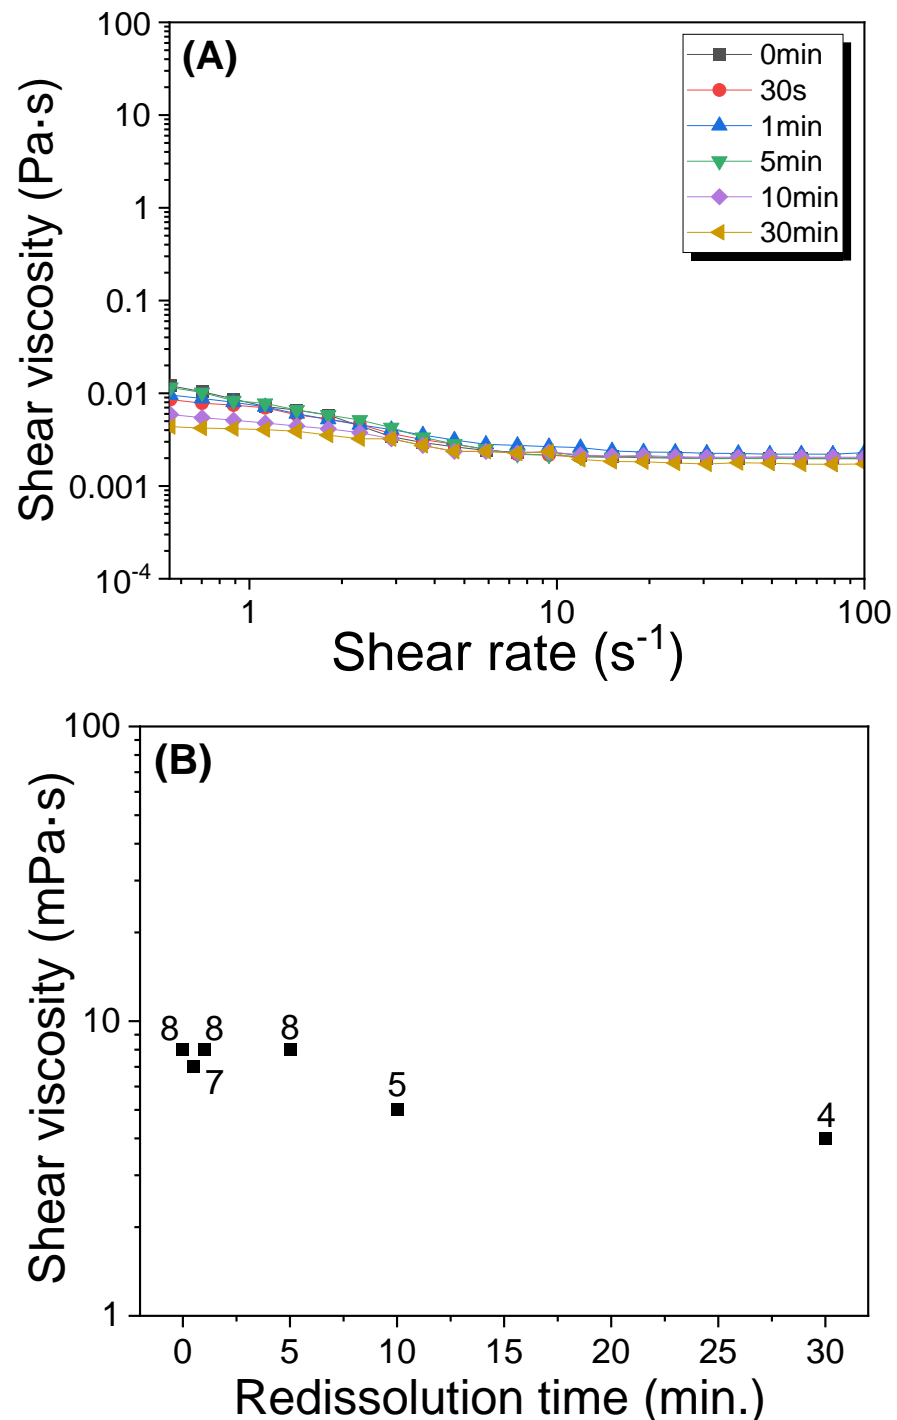 (A)
100
10
1
0.1
0.01
0.001
10-4
Shear viscosity (Pa·s)
0min
30s
1min
5min
10min
30min
1 10 100
Shear rate (s-1)
(B)
100
10
1
Shear viscosity (mPa·s)
8 8 8
7
5
4
0 5 10 15 20 25 30
Redissolution time (min.)